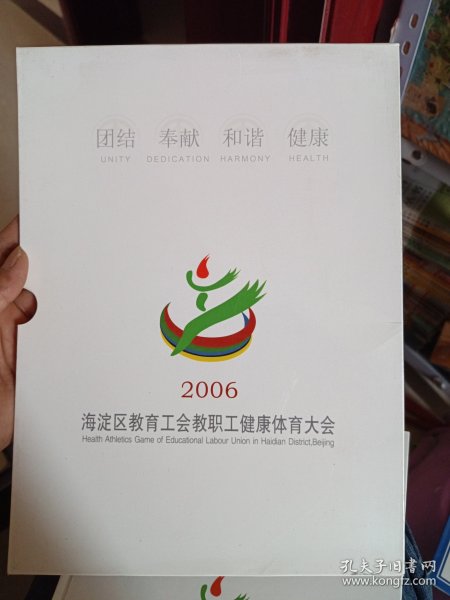 团结 奉献 和谐 健康
UNITY DEDICATION HARMONY HEALTH
2006
海淀区教育工会教职工健康体育大会
Health Athletics Game of Educational Labour Union in Haidian District,Beijing
孔夫子旧书网
www.kongfz.com